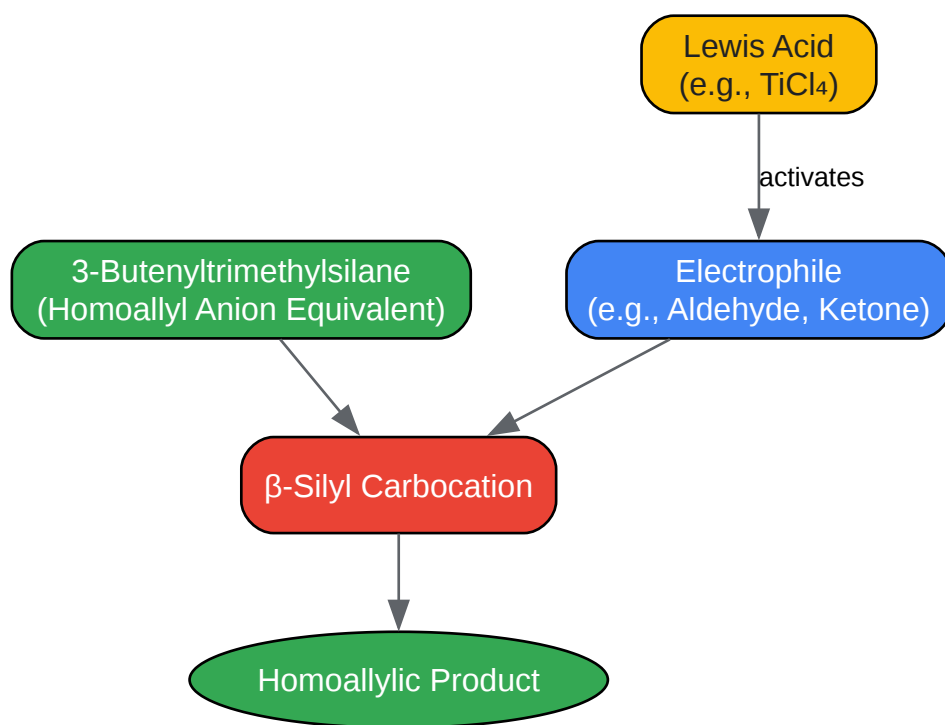 Lewis Acid
(e.g., TiCl₄)
activates
3-Butenyltrimethylsilane
(Homoallyl Anion Equivalent)
Electrophile
(e.g., Aldehyde, Ketone)
β-Silyl Carbocation
Homoallylic Product